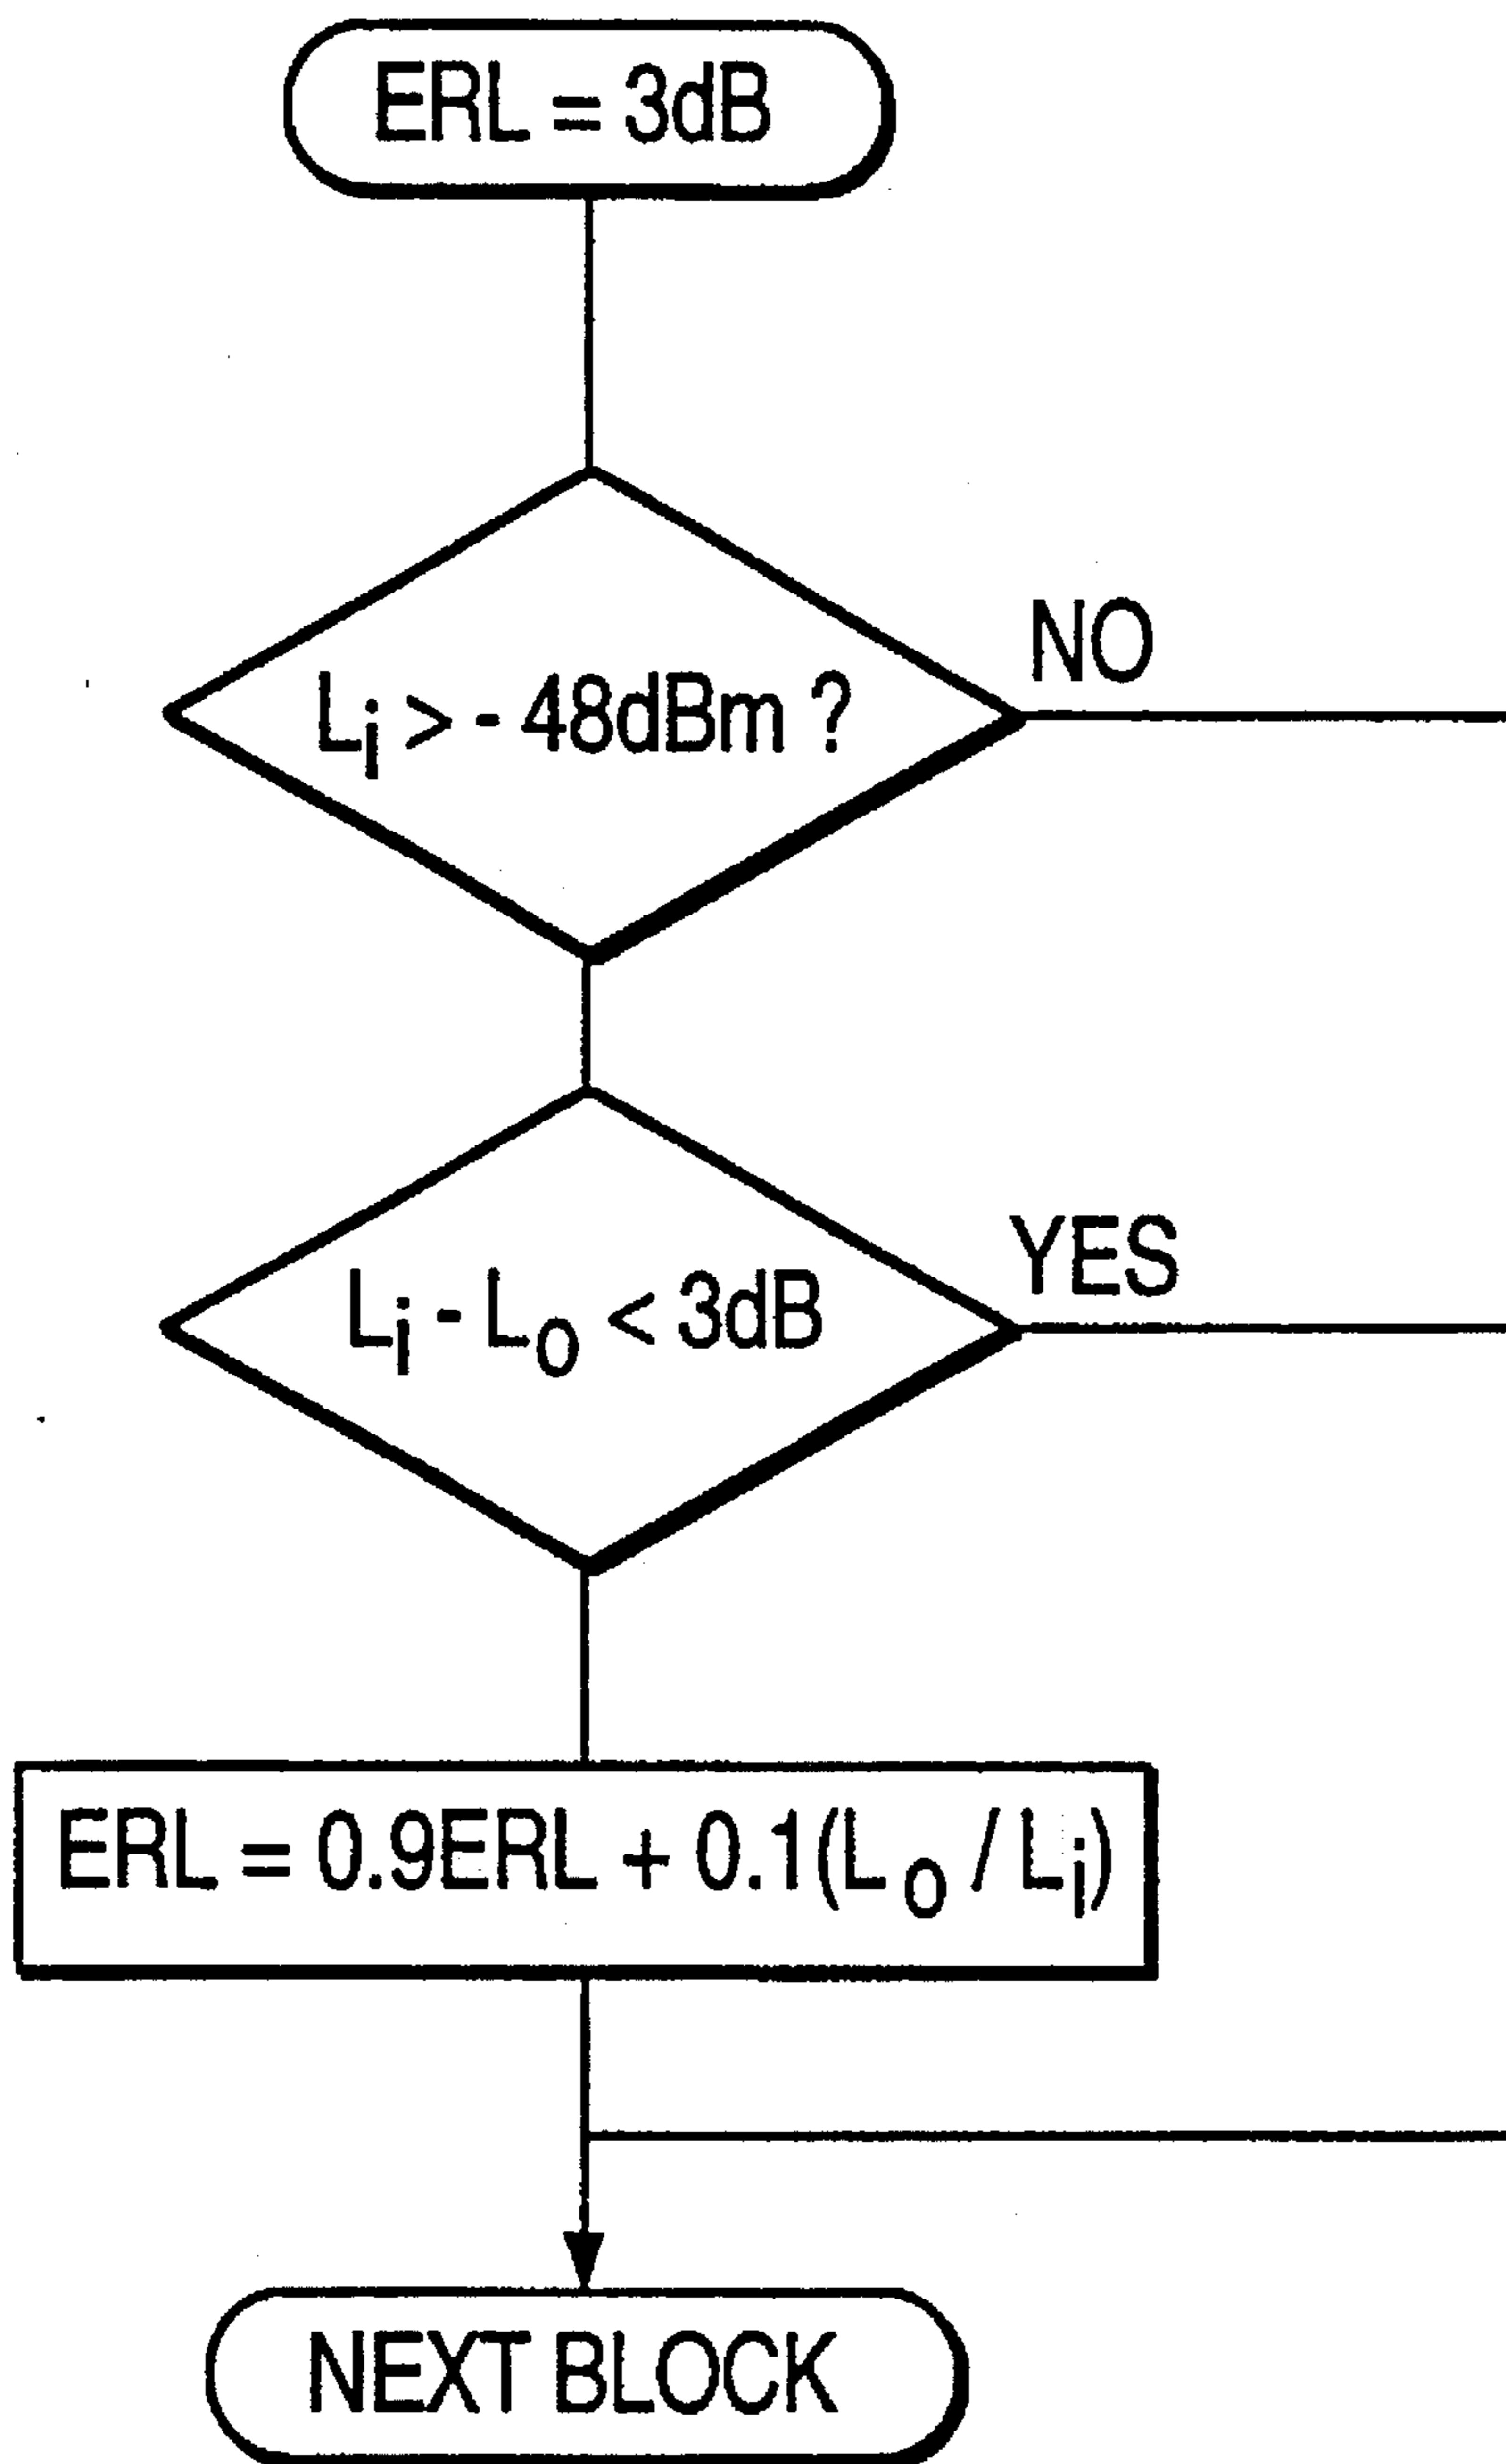 ERL = 3dB
NO
Li > - 48dBm ?
YES
Li - Lo < 3dB
ERL = 0.9ERL + 0.1(Lo / Li)
NEXT BLOCK